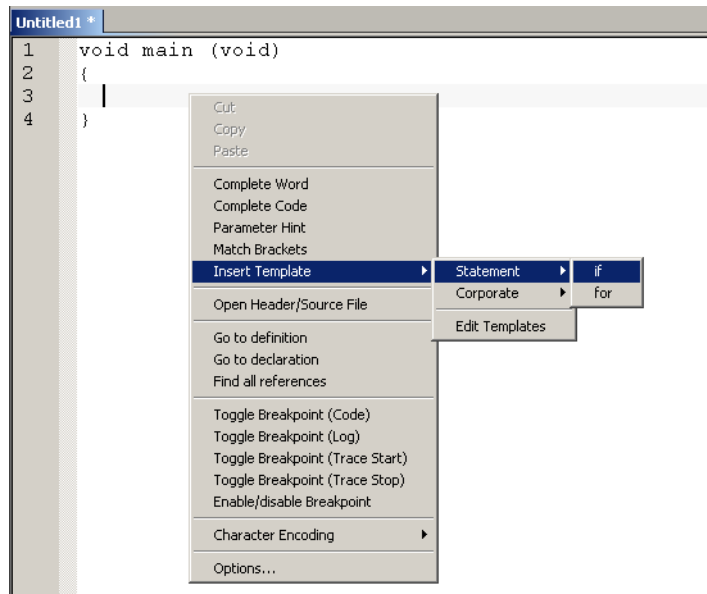 Untitled1 *
1 void main (void)
2 {
3
4 }
Cut
Copy
Paste
Complete Word
Complete Code
Parameter Hint
Match Brackets
Insert Template
Statement
if
Corporate
for
Edit Templates
Open Header/Source File
Go to definition
Go to declaration
Find all references
Toggle Breakpoint (Code)
Toggle Breakpoint (Log)
Toggle Breakpoint (Trace Start)
Toggle Breakpoint (Trace Stop)
Enable/disable Breakpoint
Character Encoding
Options...